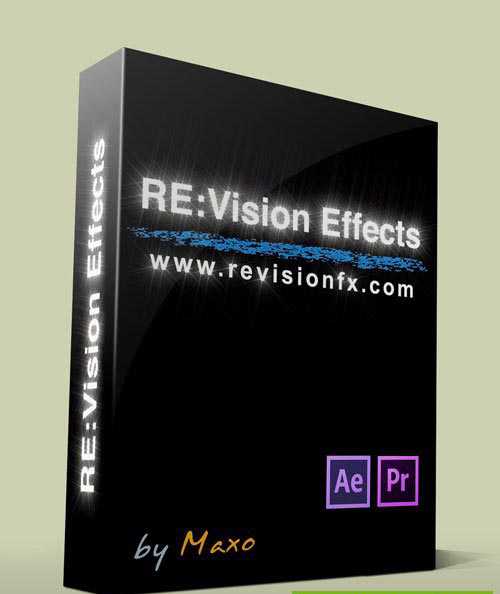 RE:Vision Effects
RE:Vision Effects
www.revisionfx.com
Ae Pr
by Maxo